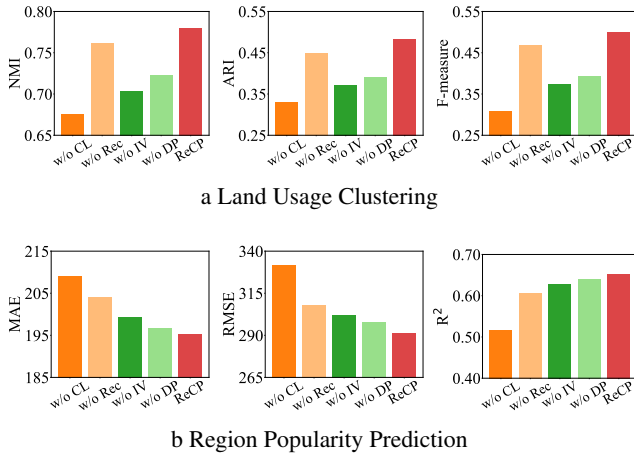 0.80
0.75
0.70
0.65
NMI
w/o CL
w/o Rec
w/o IV
w/o DP
ReCP
0.55
0.45
0.35
0.25
ARI
w/o CL
w/o Rec
w/o IV
w/o DP
ReCP
0.55
0.45
0.35
0.25
F-measure
w/o CL
w/o Rec
w/o IV
w/o DP
ReCP
a Land Usage Clustering
215
205
195
185
MAE
w/o CL
w/o Rec
w/o IV
w/o DP
ReCP
340
315
290
265
RMSE
w/o CL
w/o Rec
w/o IV
w/o DP
ReCP
0.70
0.60
0.50
0.40
R²
w/o CL
w/o Rec
w/o IV
w/o DP
ReCP
b Region Popularity Prediction